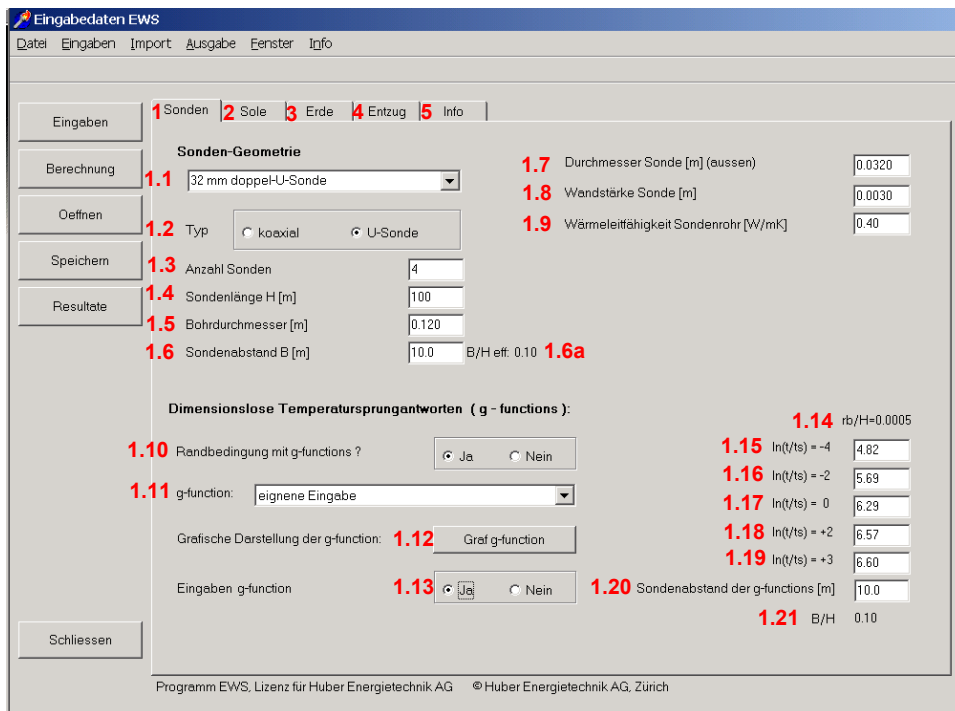 Eingabedaten EWS
Datei Eingaben Import Ausgabe Fenster Info
Eingaben
Berechnung
Oeffnen
Speichern
Resultate
Schliessen
1 Sonden 2 Sole 3 Erde 4 Entzug 5 Info
Sonden-Geometrie
1.1 32 mm doppel-U-Sonde
1.2 Typ koaxial U-Sonde
1.3 Anzahl Sonden 4
1.4 Sondenlänge H [m] 100
1.5 Bohrdurchmesser [m] 0.120
1.6 Sondenabstand B [m] 10.0 B/H eff: 0.10 1.6a
1.7 Durchmesser Sonde [m] (aussen) 0.0320
1.8 Wandstärke Sonde [m] 0.0030
1.9 Wärmeleitfähigkeit Sondenrohr [W/mK] 0.40
Dimensionslose Temperatursprungantworten ( g - functions ):
1.10 Randbedingung mit g-functions ? Ja Nein
1.11 g-function: eignene Eingabe
Grafische Darstellung der g-function: 1.12 Graf g-function
Eingaben g-function 1.13 Ja Nein
1.14 rb/H=0.0005
1.15 ln(t/ts) = -4 4.82
1.16 ln(t/ts) = -2 5.69
1.17 ln(t/ts) = 0 6.29
1.18 ln(t/ts) = +2 6.57
1.19 ln(t/ts) = +3 6.60
1.20 Sondenabstand der g-functions [m] 10.0
1.21 B/H 0.10
Programm EWS, Lizenz für Huber Energietechnik AG © Huber Energietechnik AG, Zürich